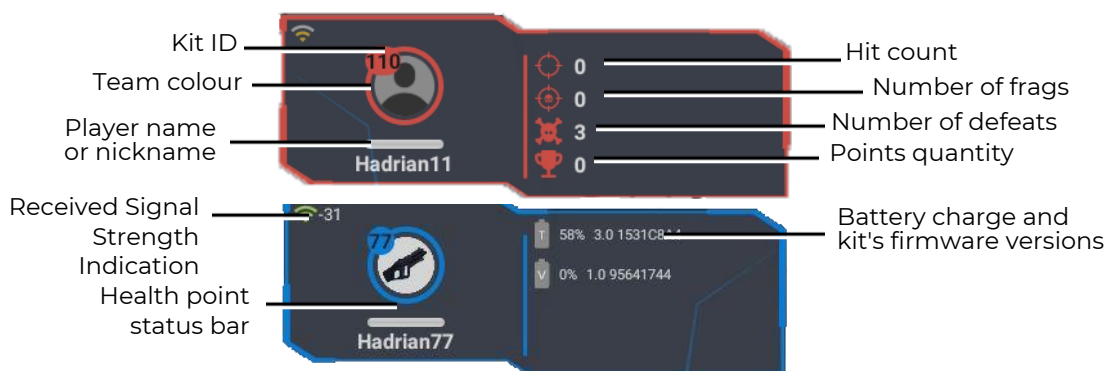 Kit ID
Team colour
Player name
or nickname
110
Hadrian11
0
0
3
0
Hit count
Number of frags
Number of defeats
Points quantity
Received Signal
Strength
Indication
Health point
status bar
-31
77
Hadrian77
T 58% 3.0
V 0% 1.0 95641744
Battery charge and
kit's firmware versions